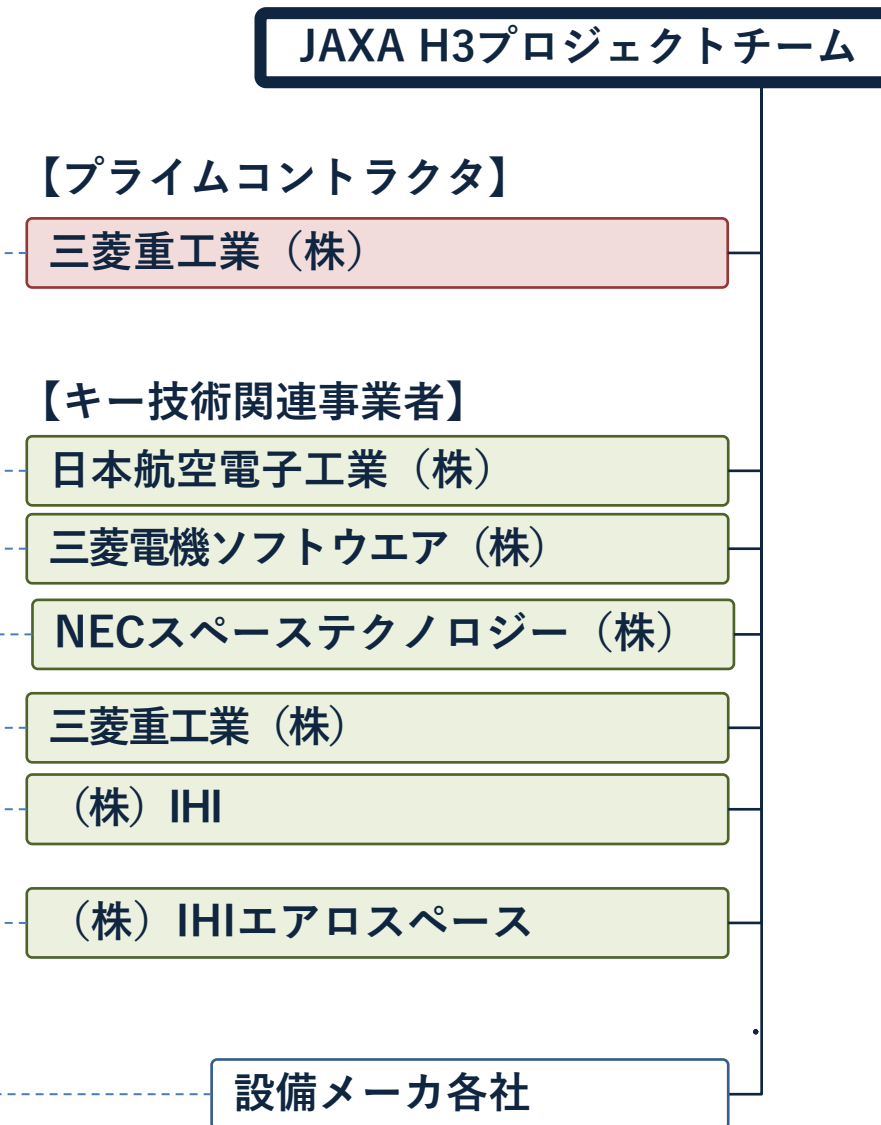 JAXA H3プロジェクトチーム
【プライムコントラクタ】
三菱重工業（株）
【キー技術関連事業者】
日本航空電子工業（株）
三菱電機ソフトウエア（株）
NECスペーステクノロジー（株）
三菱重工業（株）
（株）IHI
（株）IHIエアロスペース
設備メーカ各社